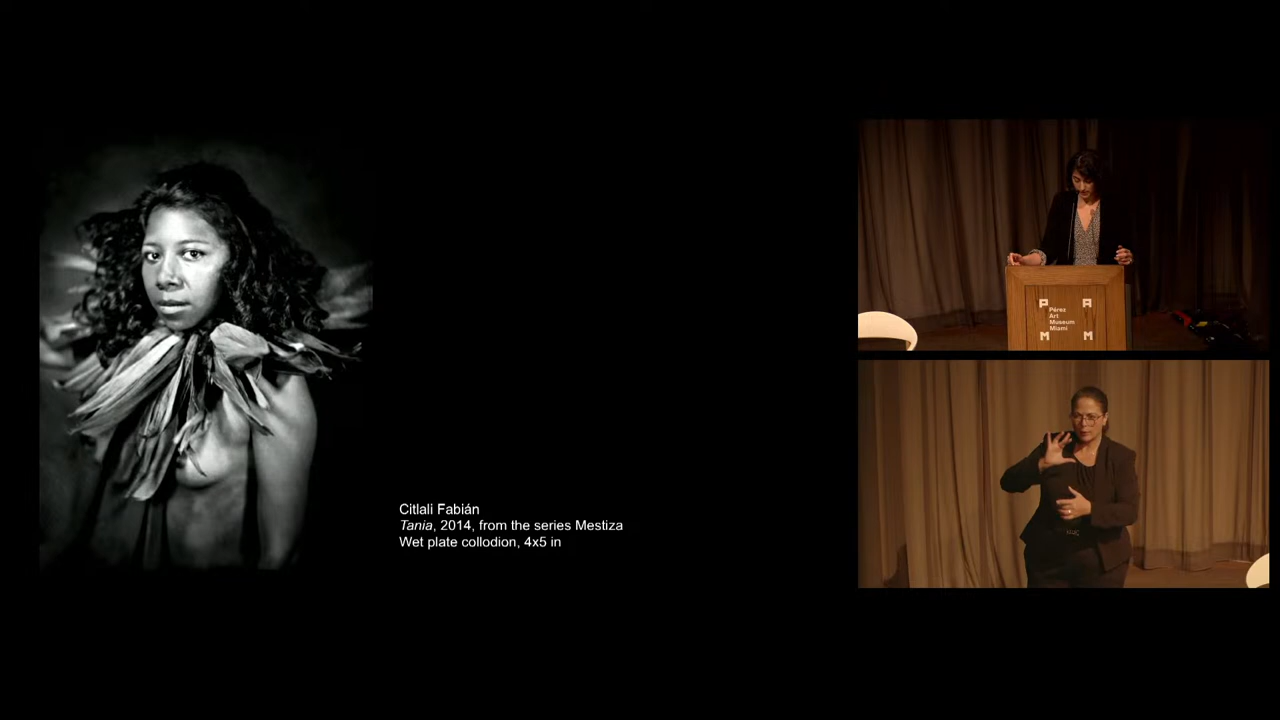 Citlali Fabián
Tania, 2014, from the series Mestiza
Wet plate collodion, 4x5 in
P A
Pérez
Art
Museum
Miami
M M